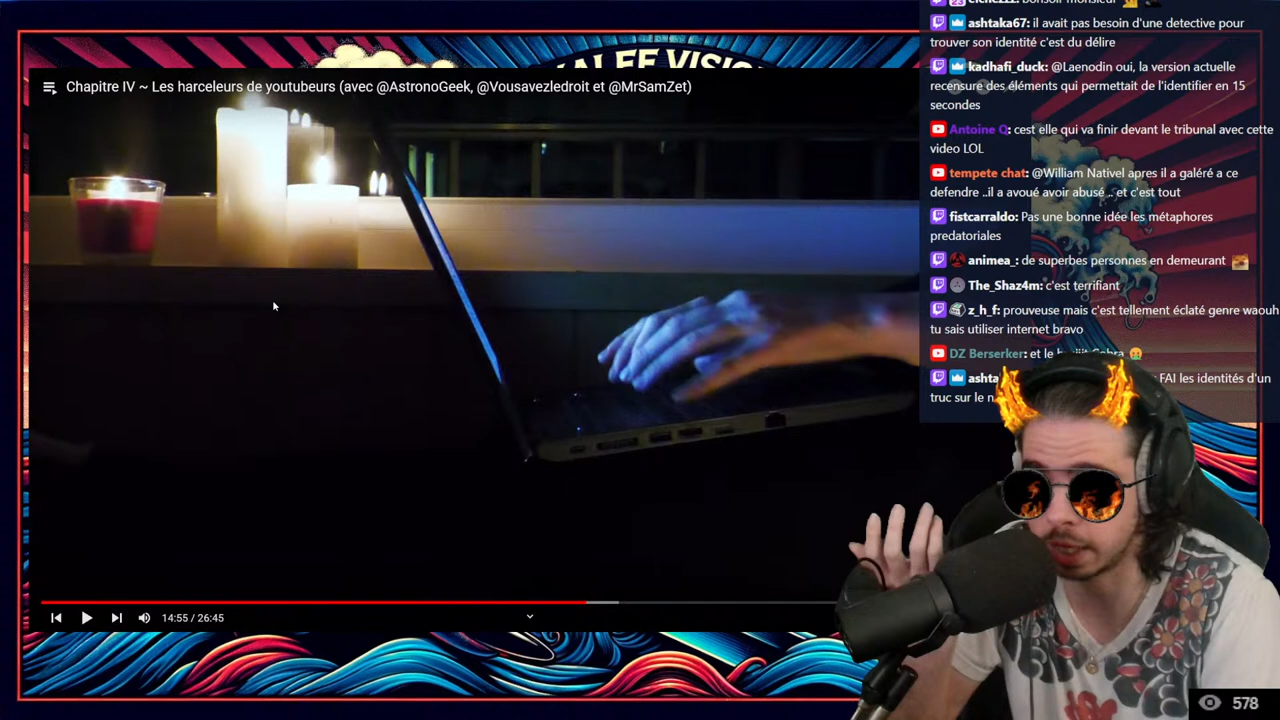 bonsoir monsieur
ashtaka67: il avait pas besoin d'une detective pour
trouver son identité c'est du délire
kadhafi_duck: @Laenodin oui, la version actuelle
recensure des éléments qui permettait de l'identifier en 15
secondes
Antoine Q: cest elle qui va finir devant le tribunal avec cette
video LOL
tempete chat: @William Nativel apres il a galéré a ce
defendre ..il a avoué avoir abusé .. et c'est tout
fistcarraldo: Pas une bonne idée les métaphores
predatoriales
animea_: de superbes personnes en demeurant
The_Shaz4m: c'est terrifiant
z_h_f: prouveuse mais c'est tellement éclaté genre waouh
tu sais utiliser internet bravo
DZ Berserker: et le
ashta FAI les identités d'un
truc sur le
Chapitre IV ~ Les harceleurs de youtubeurs (avec @AstronoGeek, @Vousavezledroit et @MrSamZet)
14:55 / 26:45
578